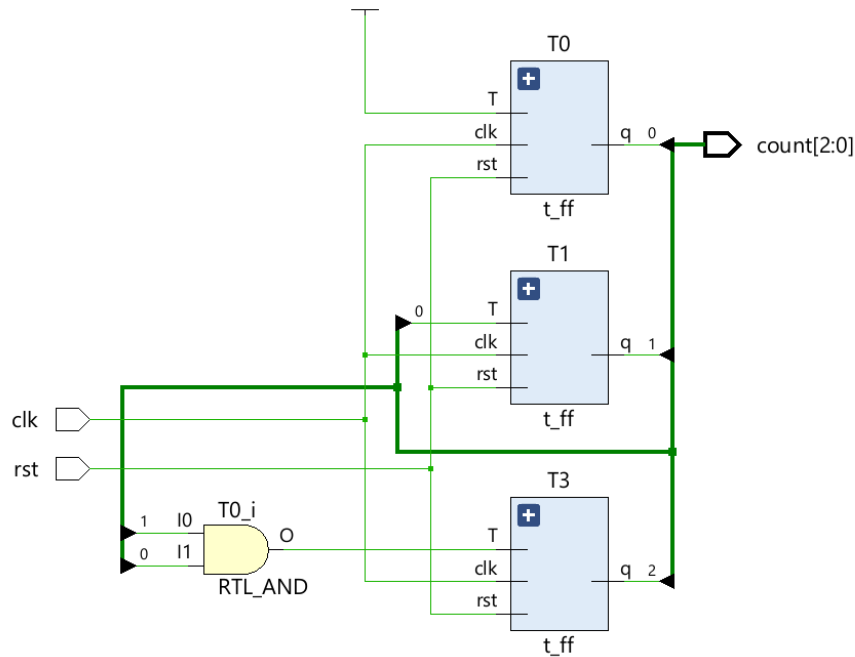 T0
T
clk
rst
q 0
count[2:0]
t_ff
T1
0
T
clk
rst
q 1
t_ff
clk
rst
T3
T0_i
1 I0
0 I1
O
RTL_AND
T
clk
rst
q 2
t_ff